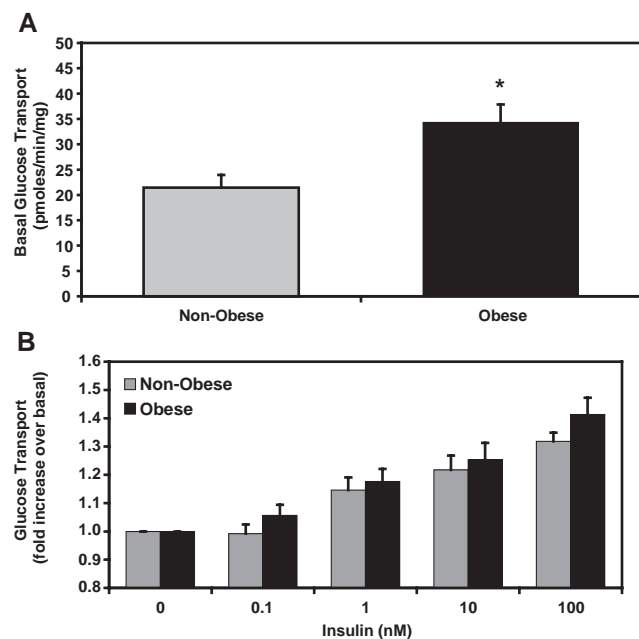 A
Basal Glucose Transport
(pmoles/min/mg)
50
45
40
35
30
25
20
15
10
5
0
*
Non-Obese
Obese
B
Glucose Transport
(fold increase over basal)
1.6
1.5
1.4
1.3
1.2
1.1
1.0
0.9
0.8
Non-Obese
Obese
0 0.1 1 10 100
Insulin (nM)